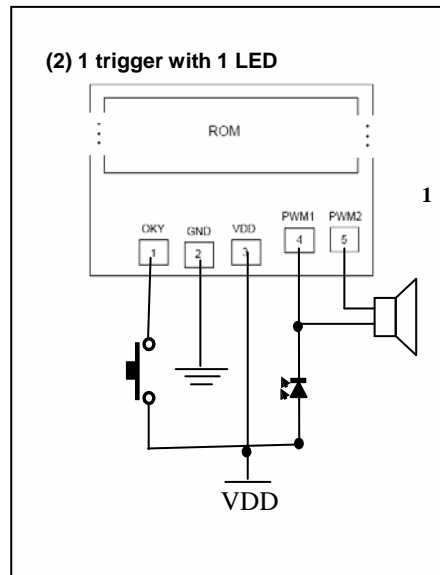 (2) 1 trigger with 1 LED
ROM
1
OKY GND VDD PWM1 PWM2
1 2 3 4 5
VDD